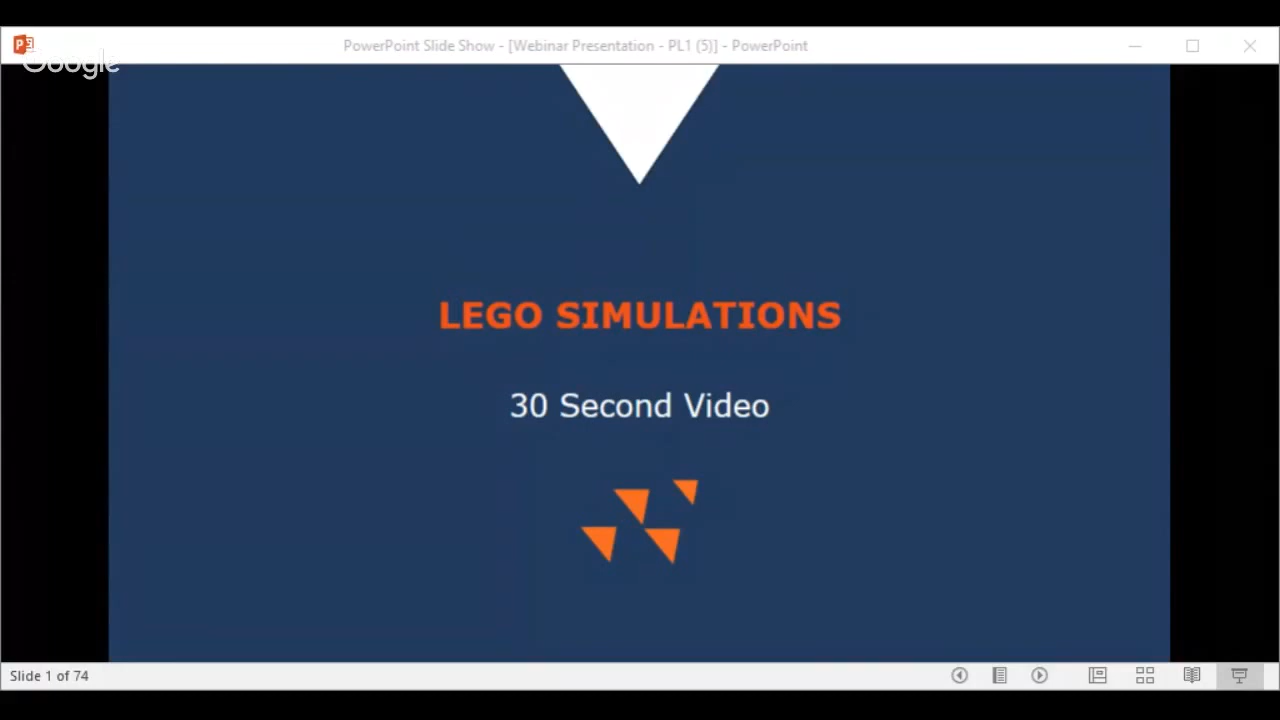 PowerPoint Slide Show - [Webinar Presentation - PL1 (5)] - PowerPoint
Google
LEGO SIMULATIONS
30 Second Video
Slide 1 of 74